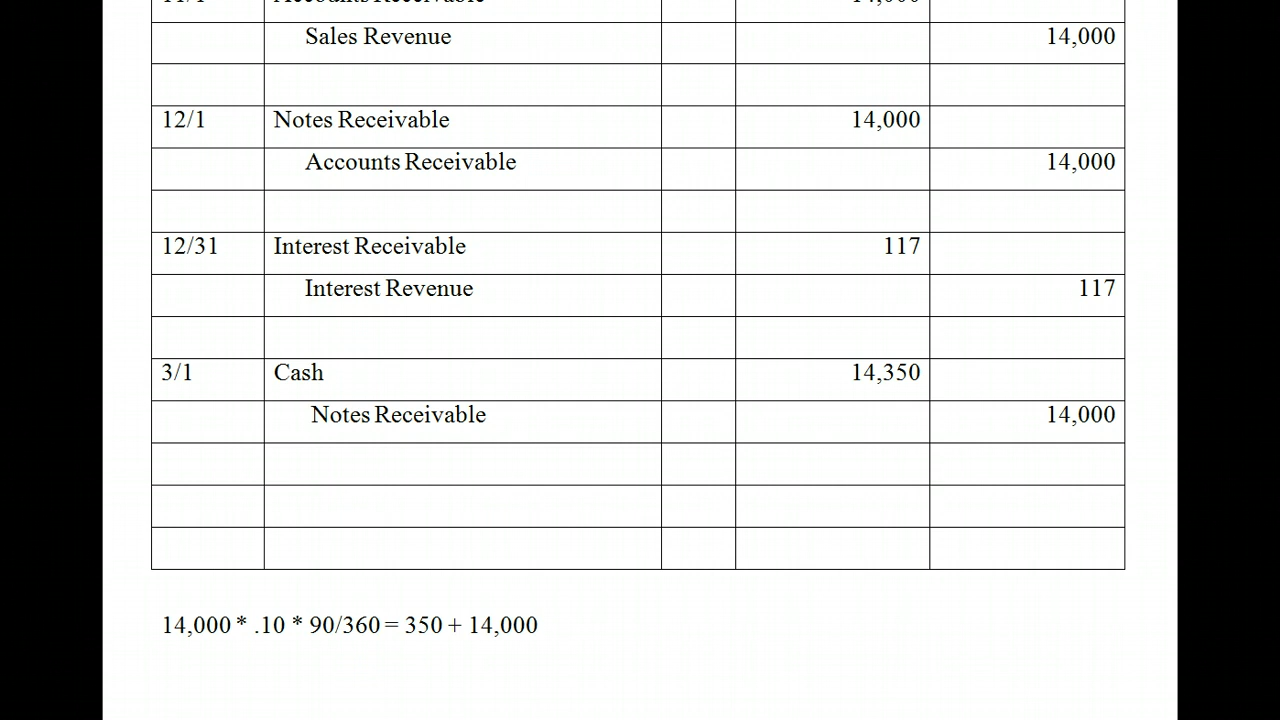 Sales Revenue 14,000
12/1 Notes Receivable 14,000
Accounts Receivable 14,000
12/31 Interest Receivable 117
Interest Revenue 117
3/1 Cash 14,350
Notes Receivable 14,000
14,000 * .10 * 90/360 = 350 + 14,000